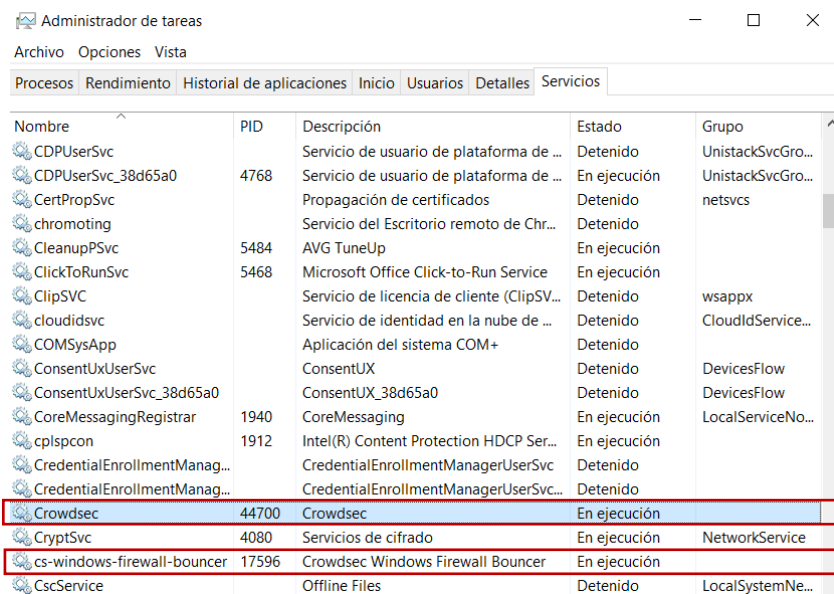 Administrador de tareas
Archivo Opciones Vista
Procesos Rendimiento Historial de aplicaciones Inicio Usuarios Detalles Servicios
Nombre PID Descripción Estado Grupo
CDPUserSvc Servicio de usuario de plataforma de ... Detenido UnistackSvcGro...
CDPUserSvc_38d65a0 4768 Servicio de usuario de plataforma de ... En ejecución UnistackSvcGro...
CertPropSvc Propagación de certificados Detenido netsvcs
chromoting Servicio del Escritorio remoto de Chr... Detenido
CleanupPSvc 5484 AVG TuneUp En ejecución
ClickToRunSvc 5468 Microsoft Office Click-to-Run Service En ejecución
ClipSVC Servicio de licencia de cliente (ClipSV... Detenido wsappx
cloudidsvc Servicio de identidad en la nube de ... Detenido CloudIdService...
COMSysApp Aplicación del sistema COM+ Detenido
ConsentUxUserSvc ConsentUX Detenido DevicesFlow
ConsentUxUserSvc_38d65a0 ConsentUX_38d65a0 Detenido DevicesFlow
CoreMessagingRegistrar 1940 CoreMessaging En ejecución LocalServiceNo...
cplspcon 1912 Intel(R) Content Protection HDCP Ser... En ejecución
CredentialEnrollmentManag... CredentialEnrollmentManagerUserSvc Detenido
CredentialEnrollmentManag... CredentialEnrollmentManagerUserSvc... Detenido
Crowdsec 44700 Crowdsec En ejecución
CryptSvc 4080 Servicios de cifrado En ejecución NetworkService
cs-windows-firewall-bouncer 17596 Crowdsec Windows Firewall Bouncer En ejecución
CscService Offline Files Detenido LocalSystemNe...